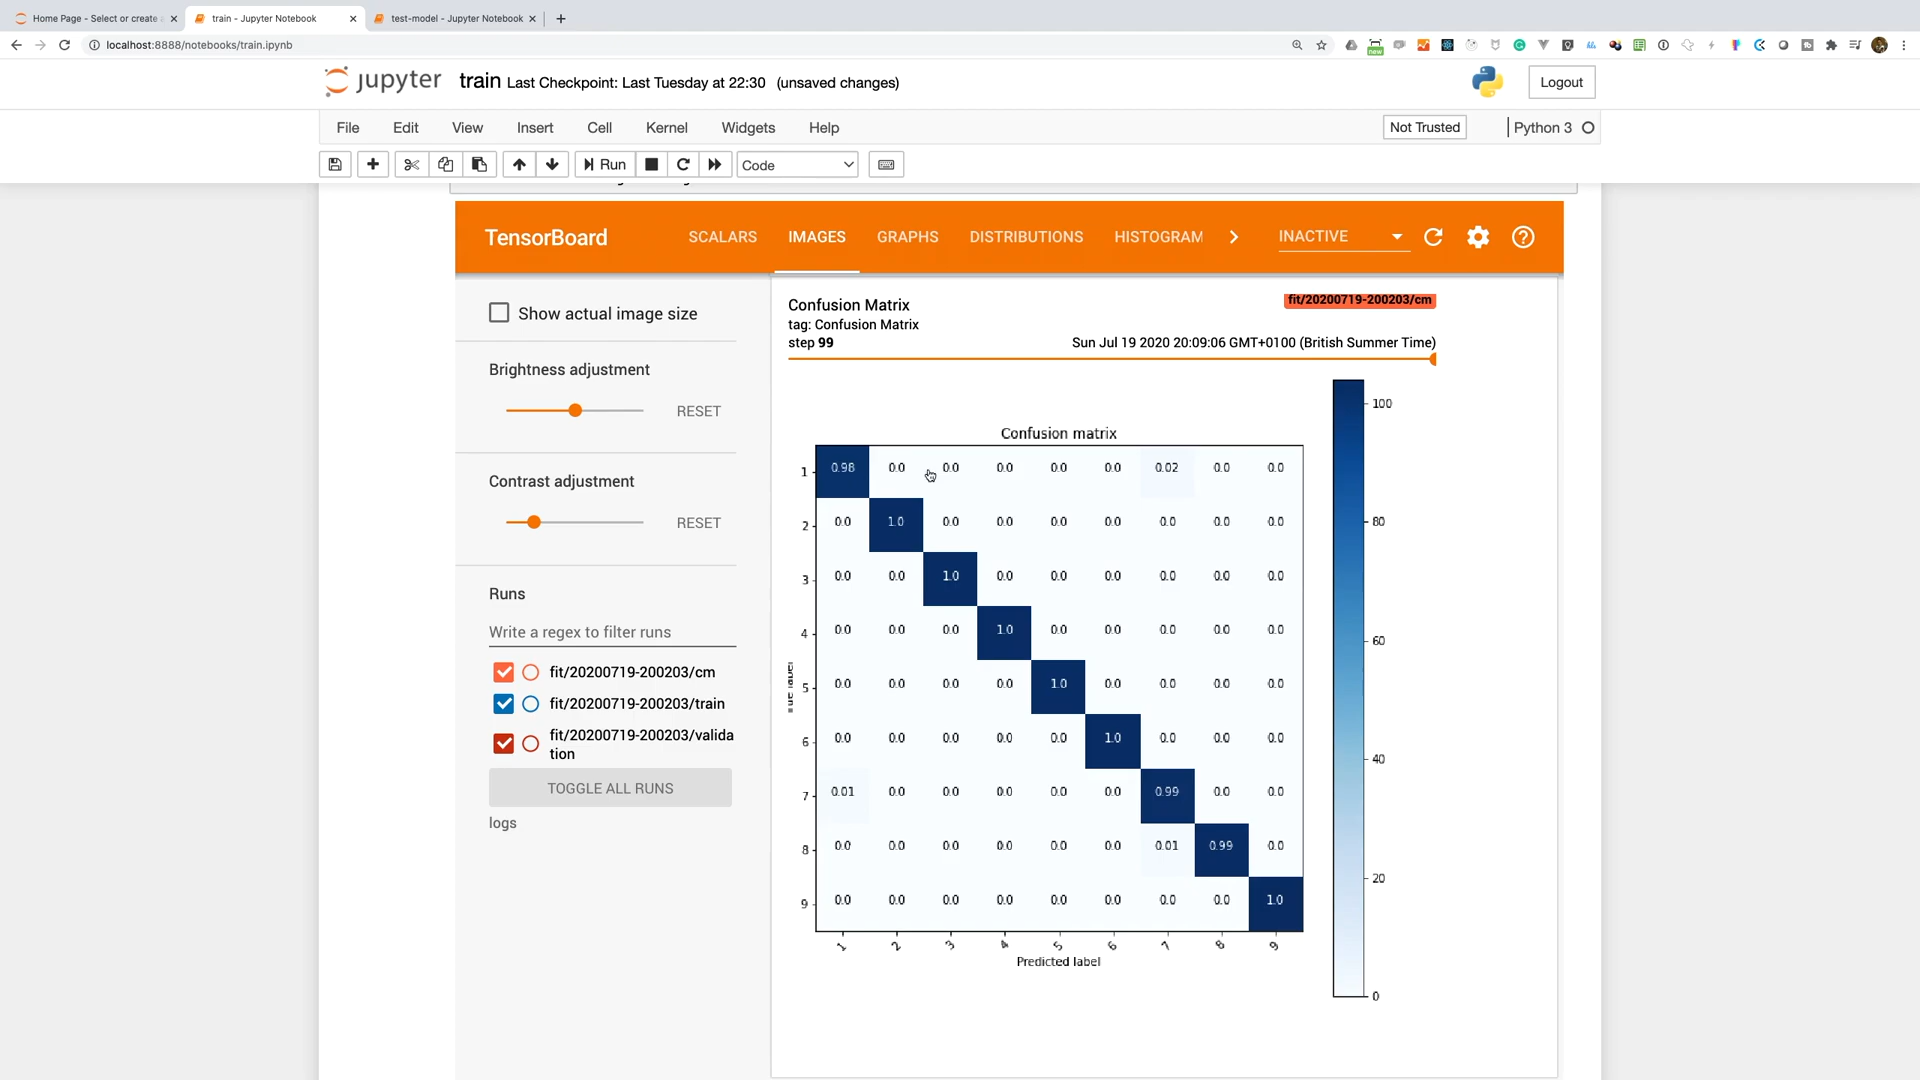 Home Page - Select or create
train - Jupyter Notebook
test-model - Jupyter Notebook
localhost:8888/notebooks/train.ipynb
new
jupyter
train Last Checkpoint: Last Tuesday at 22:30 (unsaved changes)
Logout
File Edit View Insert Cell Kernel Widgets Help
Not Trusted
Python 3
Run
Code
TensorBoard
SCALARS IMAGES GRAPHS DISTRIBUTIONS HISTOGRAM
INACTIVE
Show actual image size
Brightness adjustment
RESET
Contrast adjustment
RESET
Runs
Write a regex to filter runs
fit/20200719-200203/cm
fit/20200719-200203/train
fit/20200719-200203/valida
tion
TOGGLE ALL RUNS
logs
Confusion Matrix
fit/20200719-200203/cm
tag: Confusion Matrix
step 99
Sun Jul 19 2020 20:09:06 GMT+0100 (British Summer Time)
Confusion matrix
1 0.98 0.0 0.0 0.0 0.0 0.0 0.02 0.0 0.0
2 0.0 1.0 0.0 0.0 0.0 0.0 0.0 0.0 0.0
3 0.0 0.0 1.0 0.0 0.0 0.0 0.0 0.0 0.0
4 0.0 0.0 0.0 1.0 0.0 0.0 0.0 0.0 0.0
5 0.0 0.0 0.0 0.0 1.0 0.0 0.0 0.0 0.0
6 0.0 0.0 0.0 0.0 0.0 1.0 0.0 0.0 0.0
7 0.01 0.0 0.0 0.0 0.0 0.0 0.99 0.0 0.0
8 0.0 0.0 0.0 0.0 0.0 0.0 0.01 0.99 0.0
9 0.0 0.0 0.0 0.0 0.0 0.0 0.0 0.0 1.0
1 2 3 4 5 6 7 8 9
Predicted label
100
80
60
40
20
0